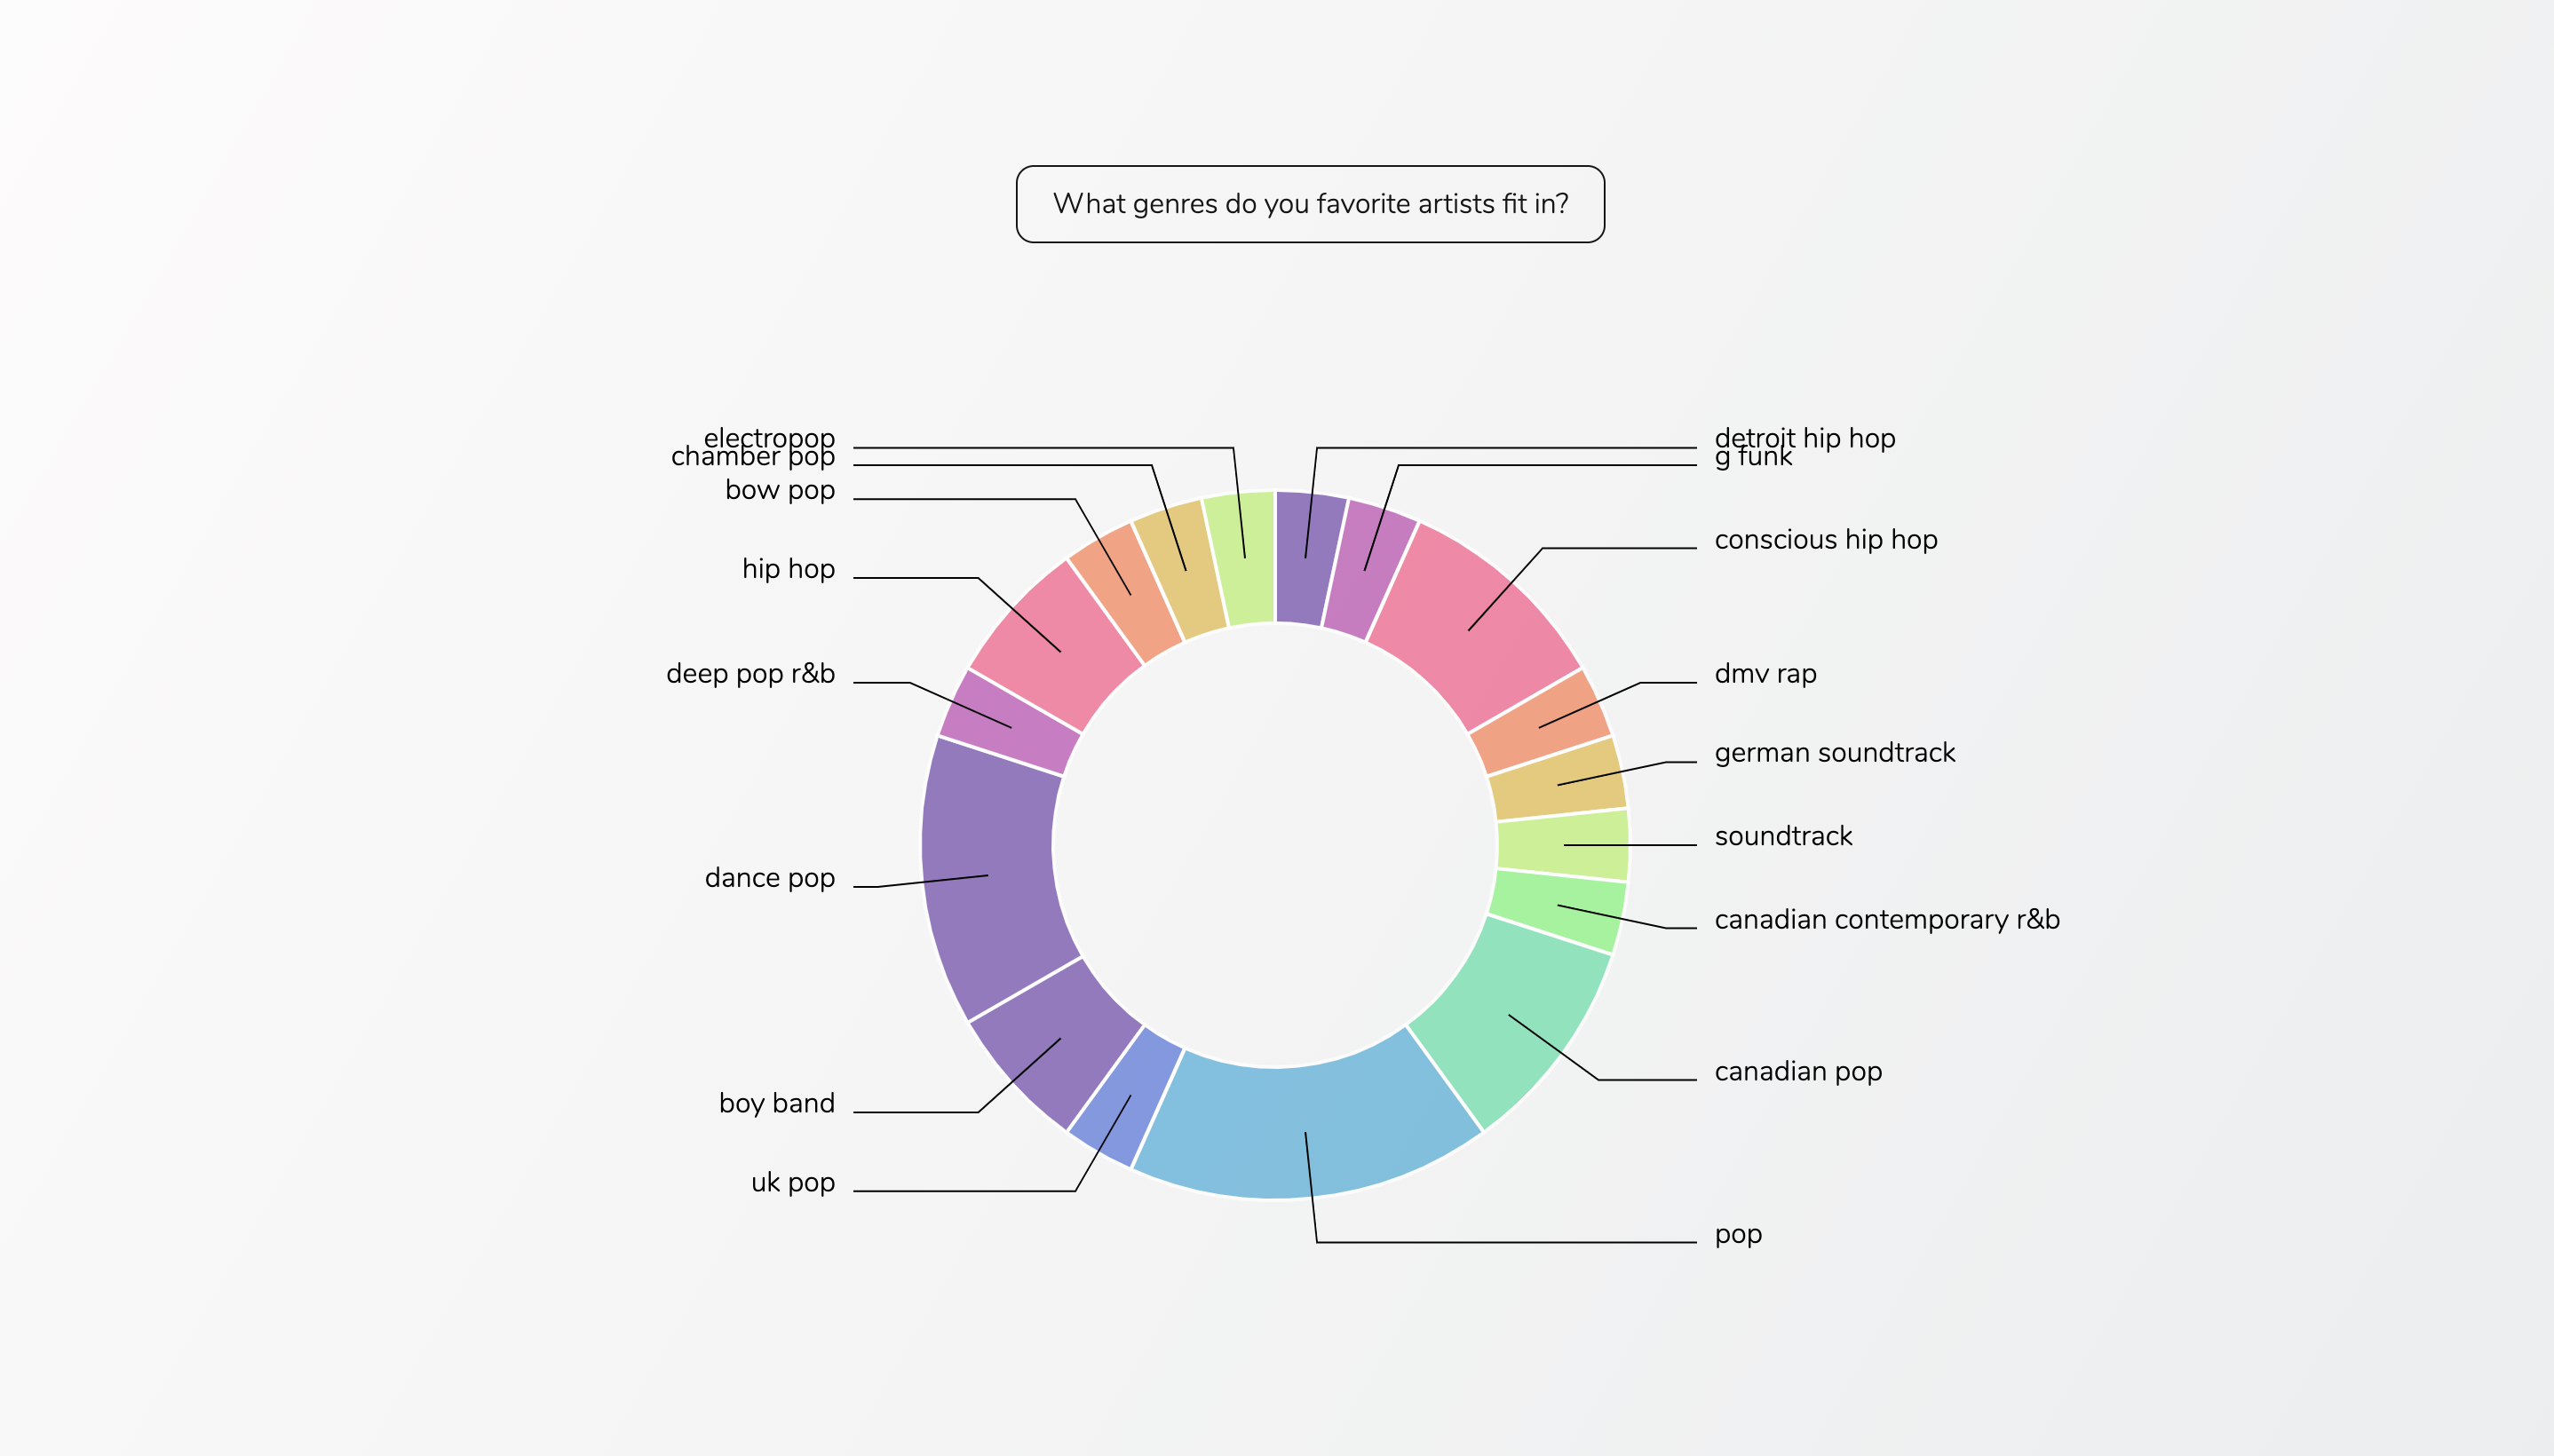 What genres do you favorite artists fit in?
electropop
chamber pop
bow pop
hip hop
deep pop r&b
dance pop
boy band
uk pop
detroit hip hop
g funk
conscious hip hop
dmv rap
german soundtrack
soundtrack
canadian contemporary r&b
canadian pop
pop